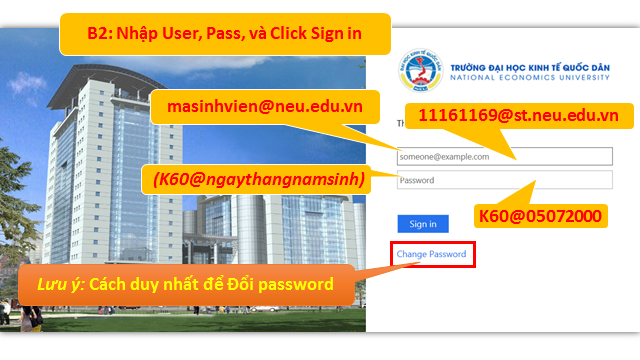 B2: Nhập User, Pass, và Click Sign in
TRƯỜNG ĐẠI HỌC KINH TẾ QUỐC DÂN
NATIONAL ECONOMICS UNIVERSITY
masinhvien@neu.edu.vn
11161169@st.neu.edu.vn
Th
someone@example.com
(K60@ngaythangnamsinh)
Password
K60@05072000
Sign in
Change Password
Lưu ý: Cách duy nhất để Đổi password